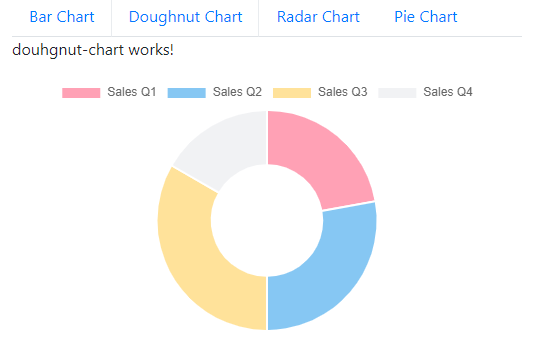 Bar Chart Doughnut Chart Radar Chart Pie Chart
douhgnut-chart works!
Sales Q1 Sales Q2 Sales Q3 Sales Q4